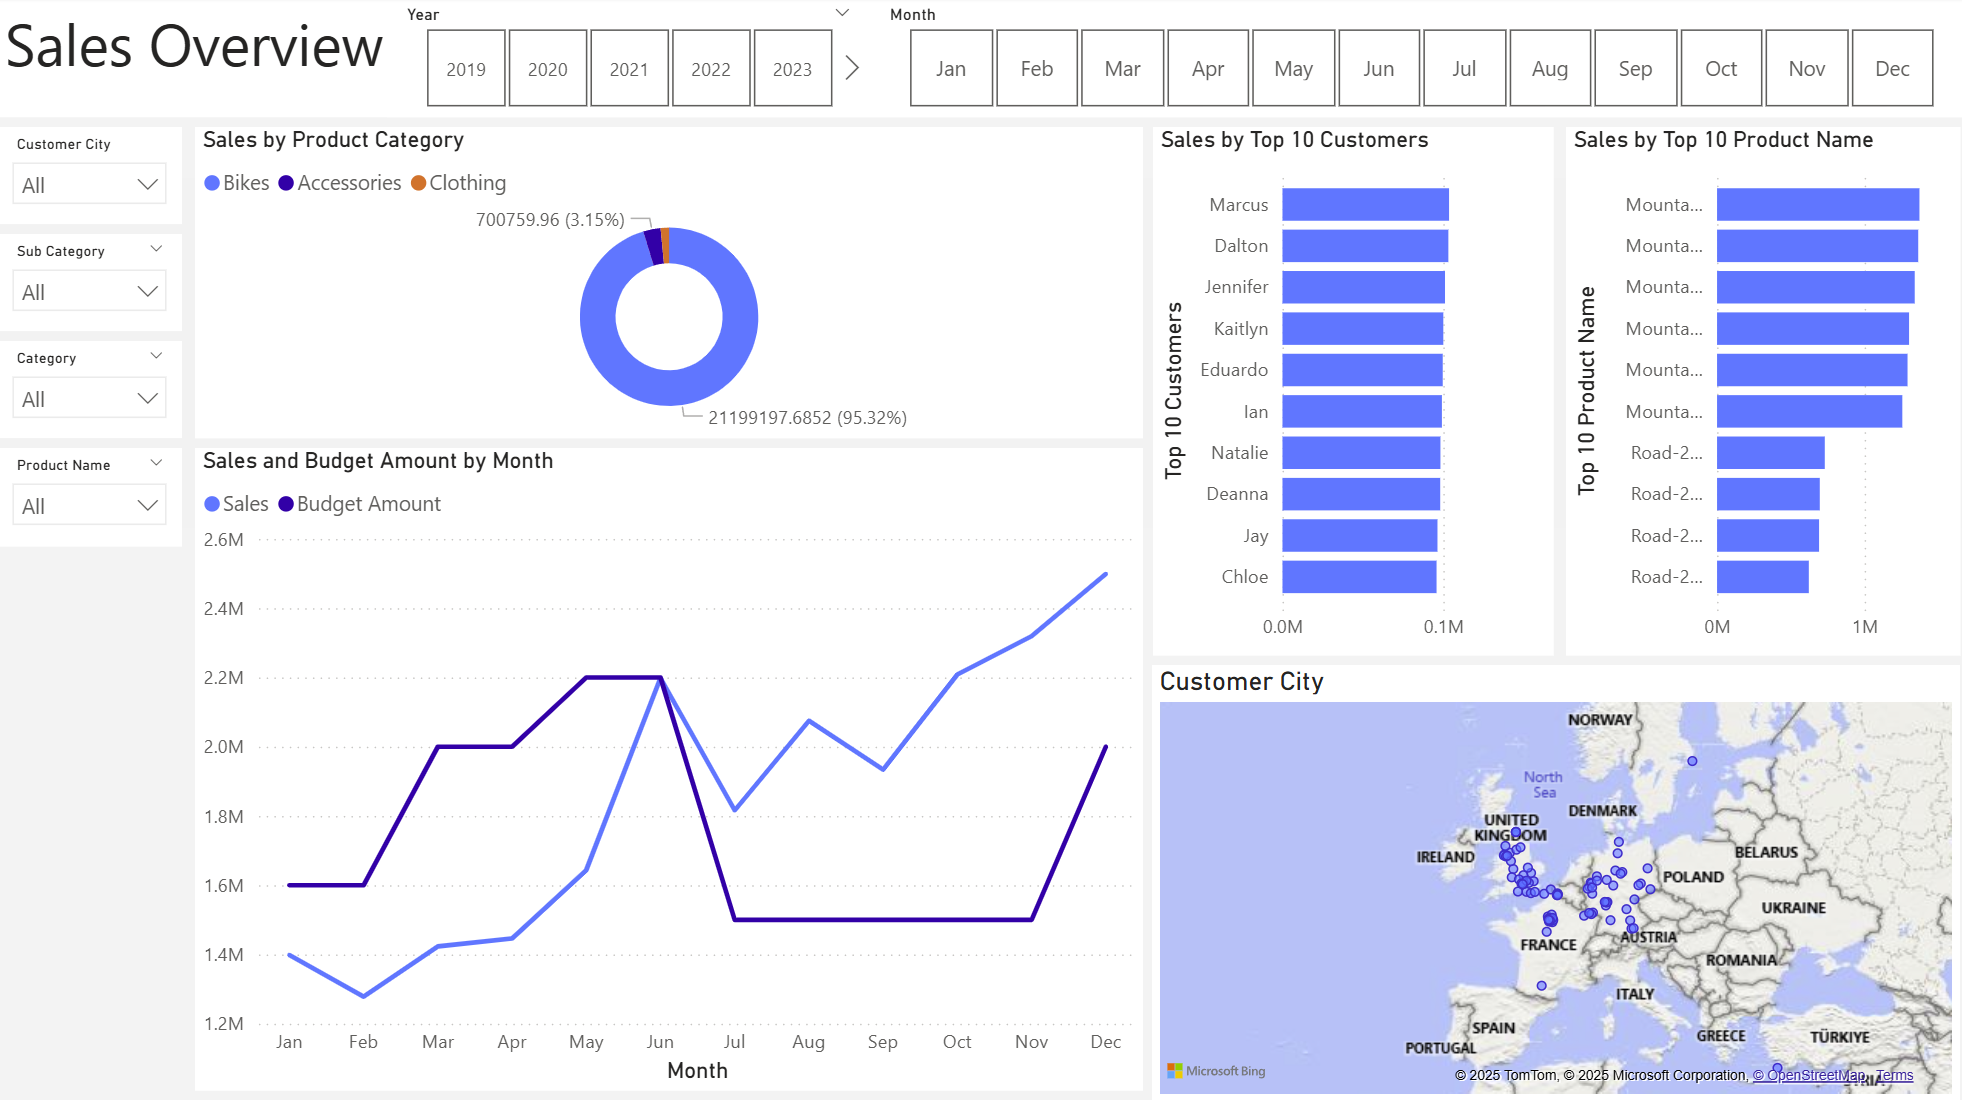 Sales Overview
Year
2019 2020 2021 2022 2023
Month
Jan Feb Mar Apr May Jun Jul Aug Sep Oct Nov Dec
Customer City
All
Sub Category
All
Category
All
Product Name
All
Sales by Product Category
Bikes Accessories Clothing
700759.96 (3.15%)
21199197.6852 (95.32%)
Sales and Budget Amount by Month
Sales Budget Amount
2.6M
2.4M
2.2M
2.0M
1.8M
1.6M
1.4M
1.2M
Jan Feb Mar Apr May Jun Jul Aug Sep Oct Nov Dec
Month
Sales by Top 10 Customers
Top 10 Customers
Marcus
Dalton
Jennifer
Kaitlyn
Eduardo
Ian
Natalie
Deanna
Jay
Chloe
0.0M 0.1M
Sales by Top 10 Product Name
Top 10 Product Name
Mounta...
Mounta...
Mounta...
Mounta...
Mounta...
Mounta...
Road-2...
Road-2...
Road-2...
Road-2...
0M 1M
Customer City
NORWAY
North
Sea
DENMARK
UNITED
KINGDOM
IRELAND
BELARUS
POLAND
UKRAINE
FRANCE
AUSTRIA
ROMANIA
ITALY
SPAIN
PORTUGAL
GREECE
TÜRKIYE
Microsoft Bing
© 2025 TomTom, © 2025 Microsoft Corporation, © OpenStreetMap Terms